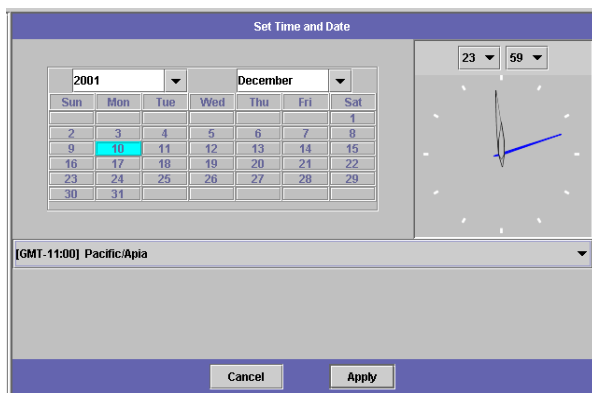 Set Time and Date
23 59
2001 December
Sun Mon Tue Wed Thu Fri Sat
1
2 3 4 5 6 7 8
9 10 11 12 13 14 15
16 17 18 19 20 21 22
23 24 25 26 27 28 29
30 31
[GMT-11:00] Pacific/Apia
Cancel Apply